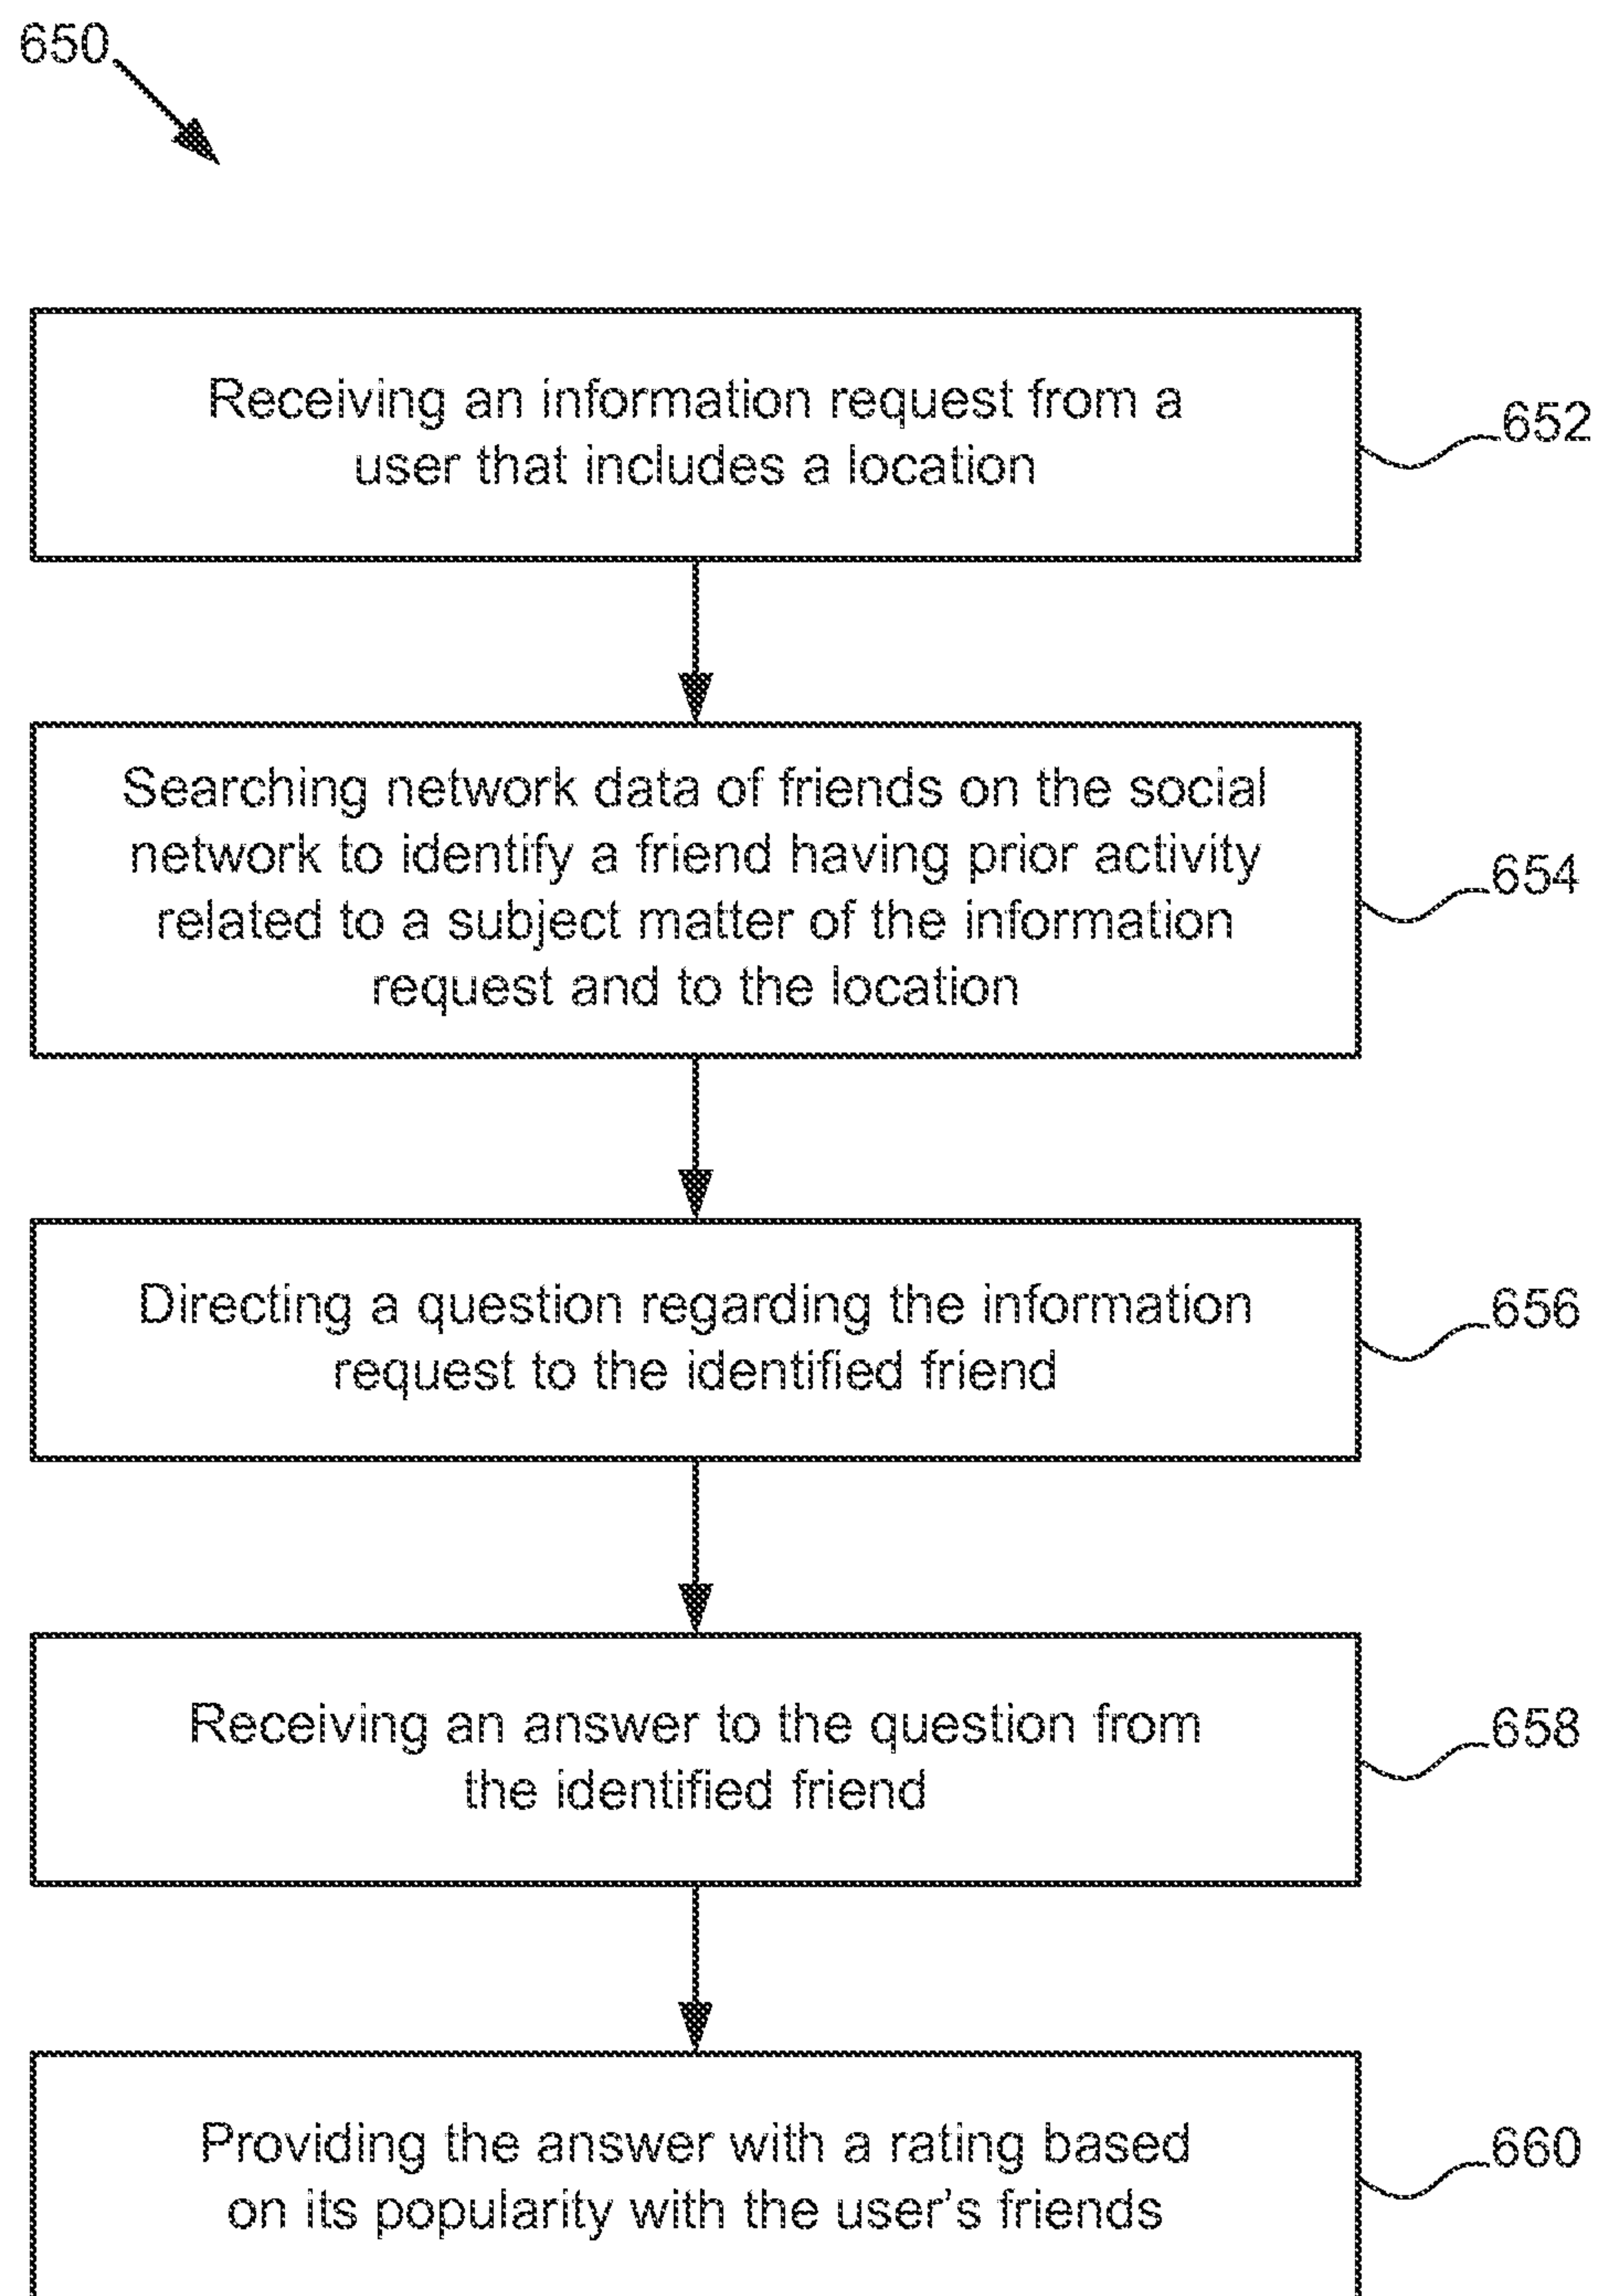 650
Receiving an information request from a
user that includes a location
652
Searching network data of friends on the social
network to identify a friend having prior activity
related to a subject matter of the information
request and to the location
654
Directing a question regarding the information
request to the identified friend
656
Receiving an answer to the question from
the identified friend
658
Providing the answer with a rating based
on its popularity with the user's friends
660